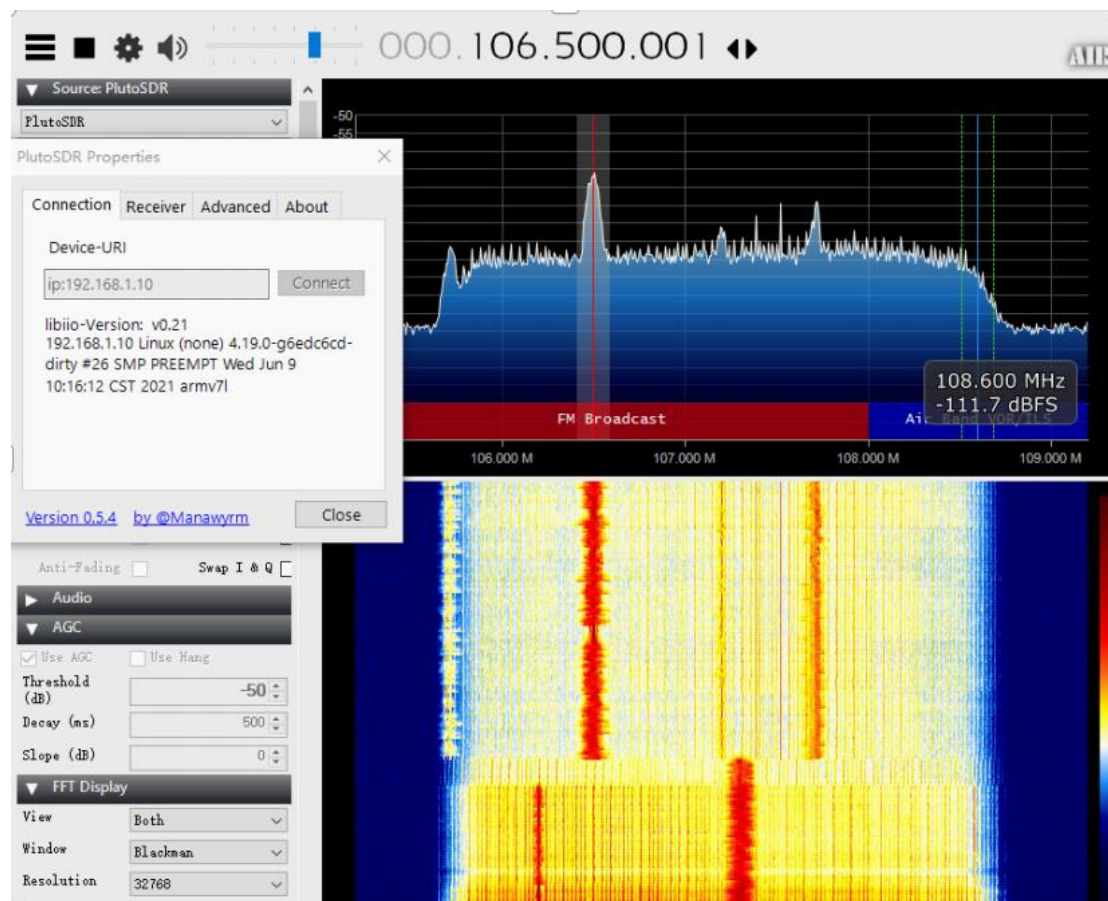 000.106.500.001
Source: PlutoSDR
PlutoSDR
-50
-55
PlutoSDR Properties
Connection Receiver Advanced About
Device-URI
ip:192.168.1.10 Connect
libiio-Version: v0.21
192.168.1.10 Linux (none) 4.19.0-g6edc6cd-
dirty #26 SMP PREEMPT Wed Jun 9
10:16:12 CST 2021 armv7l
Version 0.5.4 by @Manawyrm Close
108.600 MHz
-111.7 dBFS
FM Broadcast
106.000 M 107.000 M 108.000 M 109.000 M
Anti-Fading Swap I & Q
Audio
AGC
Use AGC Use Hang
Threshold
(dB) -50
Decay (ms) 500
Slope (dB) 0
FFT Display
View Both
Window Blackman
Resolution 32768